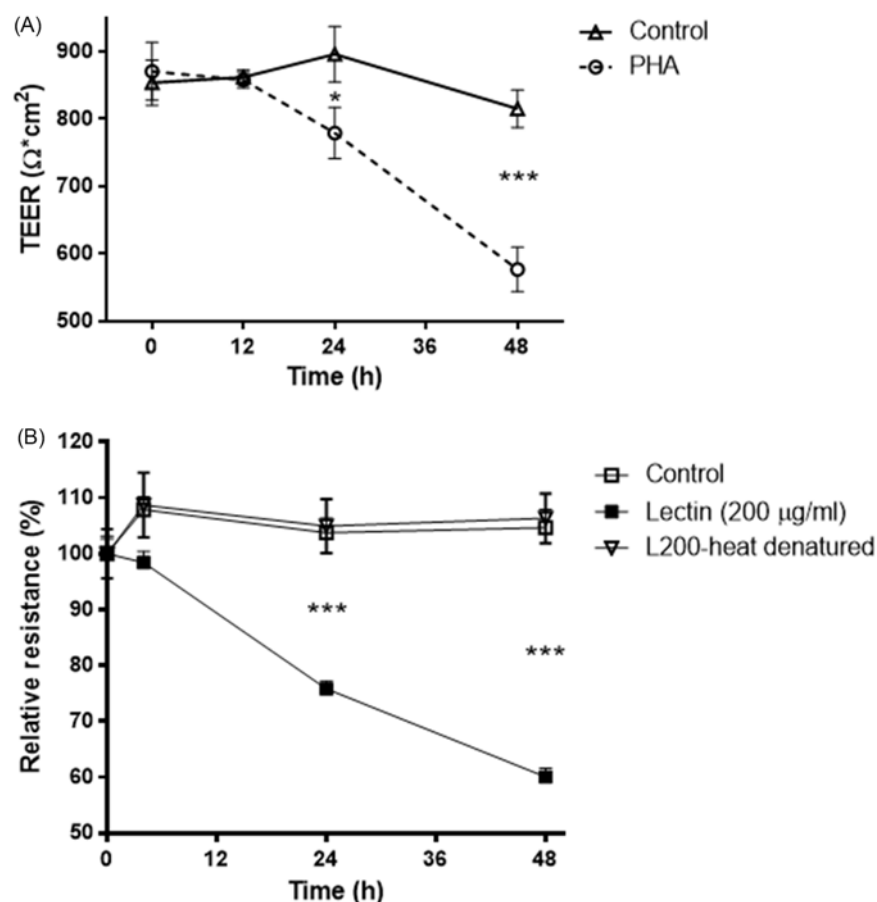 (A)
Control
PHA
900
800
700
600
500
TEER (Ω*cm²)
*
***
0 12 24 36 48
Time (h)
(B)
120
110
100
90
80
70
60
50
Relative resistance (%)
Control
Lectin (200 µg/ml)
L200-heat denatured
***
***
0 12 24 36 48
Time (h)